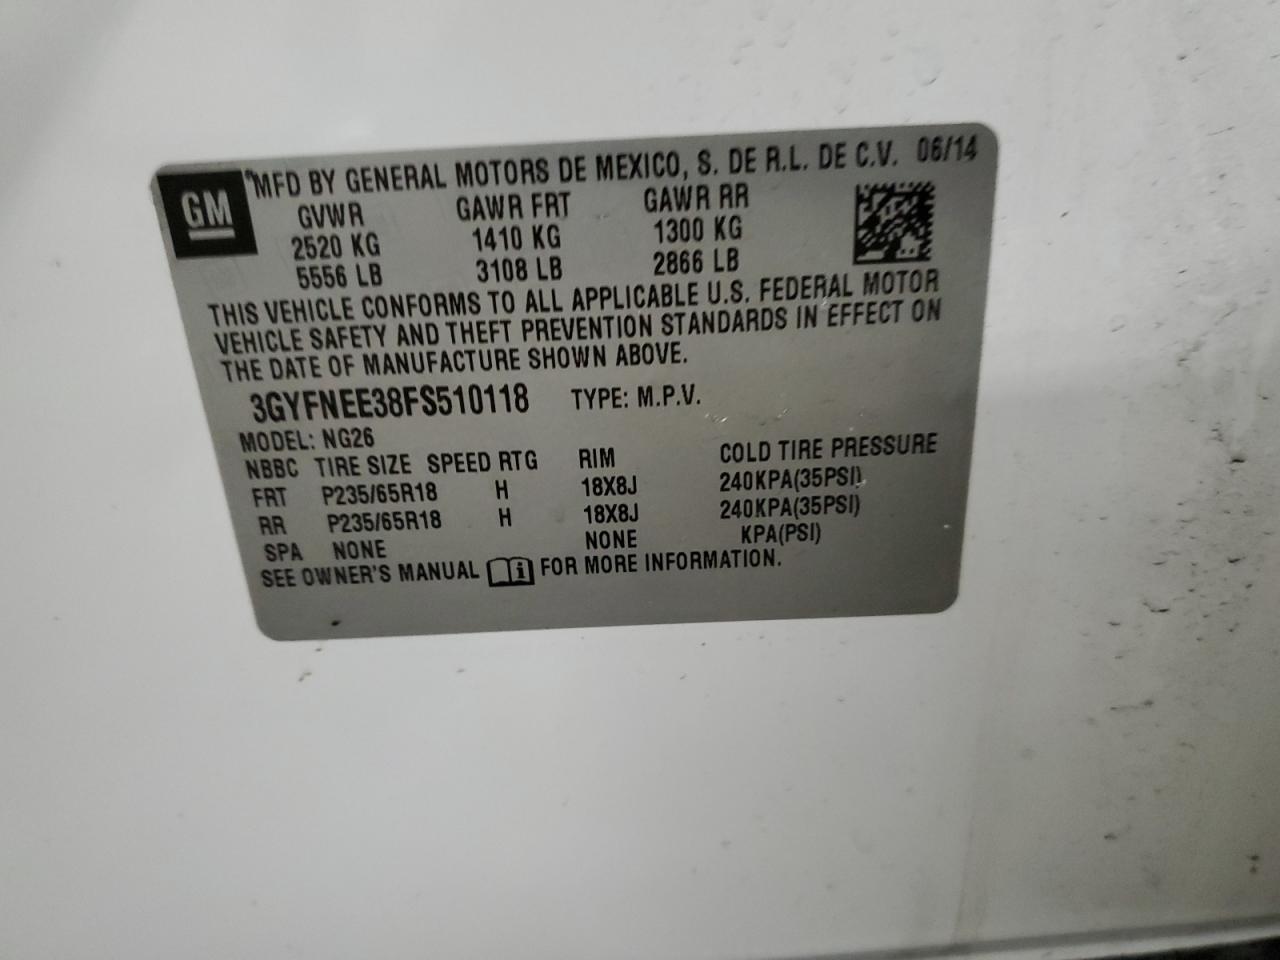 GM
MFD BY GENERAL MOTORS DE MEXICO, S. DE R.L. DE C.V. 06/14
GVWR GAWR FRT GAWR RR
2520 KG 1410 KG 1300 KG
5556 LB 3108 LB 2866 LB
THIS VEHICLE CONFORMS TO ALL APPLICABLE U.S. FEDERAL MOTOR
VEHICLE SAFETY AND THEFT PREVENTION STANDARDS IN EFFECT ON
THE DATE OF MANUFACTURE SHOWN ABOVE.
3GYFNEE38FS510118 TYPE: M.P.V.
MODEL: NG26
NBBC TIRE SIZE SPEED RTG RIM COLD TIRE PRESSURE
FRT P235/65R18 H 18X8J 240KPA(35PSI)
RR P235/65R18 H 18X8J 240KPA(35PSI)
SPA NONE NONE KPA(PSI)
SEE OWNER'S MANUAL i FOR MORE INFORMATION.